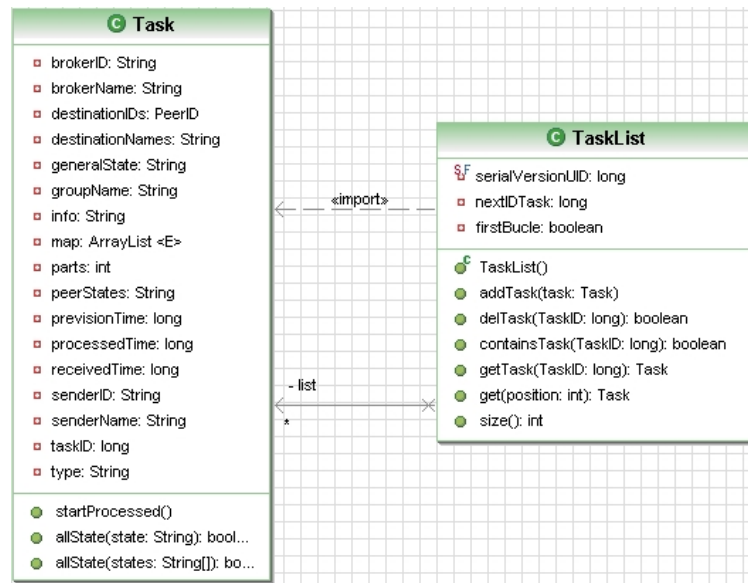 C Task
brokerID: String
brokerName: String
destinationIDs: PeerID
destinationNames: String
generalState: String
groupName: String
info: String
map: ArrayList <E>
parts: int
peerStates: String
previsionTime: long
processedTime: long
receivedTime: long
senderID: String
senderName: String
taskID: long
type: String
startProcessed()
allState(state: String): bool...
allState(states: String[]): bo...
«import»
- list
*
C TaskList
S F serialVersionUID: long
nextIDTask: long
firstBucle: boolean
C TaskList()
addTask(task: Task)
delTask(TaskID: long): boolean
containsTask(TaskID: long): boolean
getTask(TaskID: long): Task
get(position: int): Task
size(): int